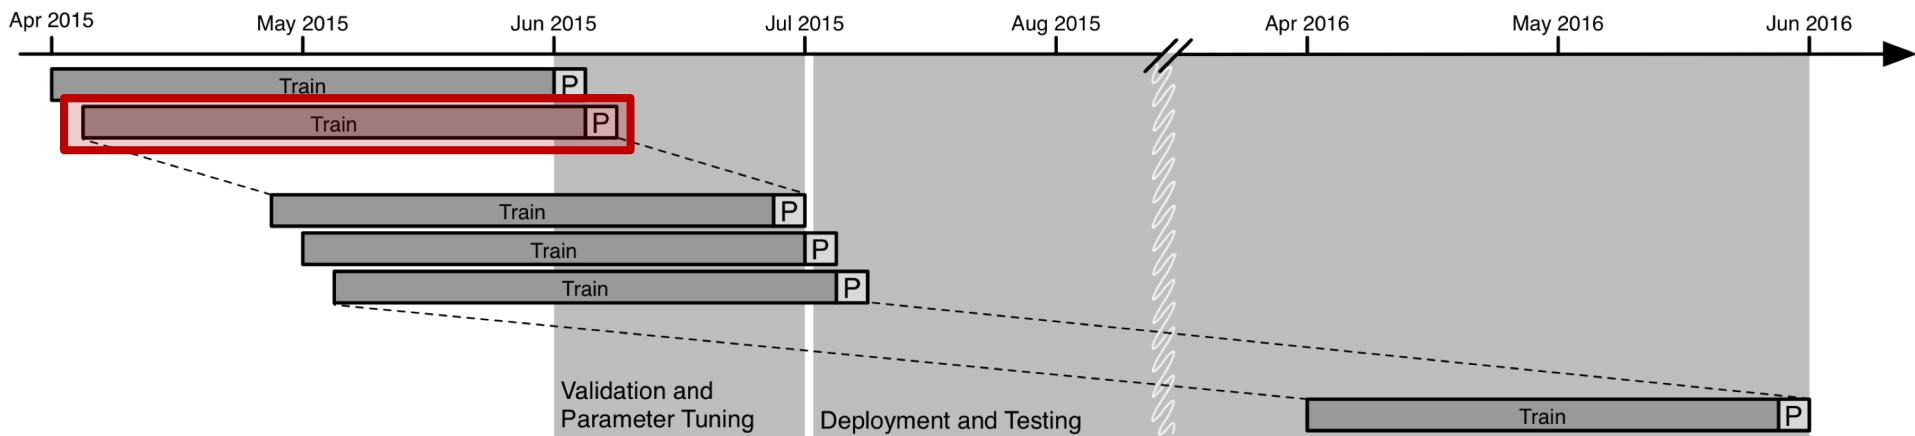 Apr 2015 May 2015 Jun 2015 Jul 2015 Aug 2015 Apr 2016 May 2016 Jun 2016
Train P
Train P
Train P
Train P
Train P
Validation and
Parameter Tuning
Deployment and Testing
Train P